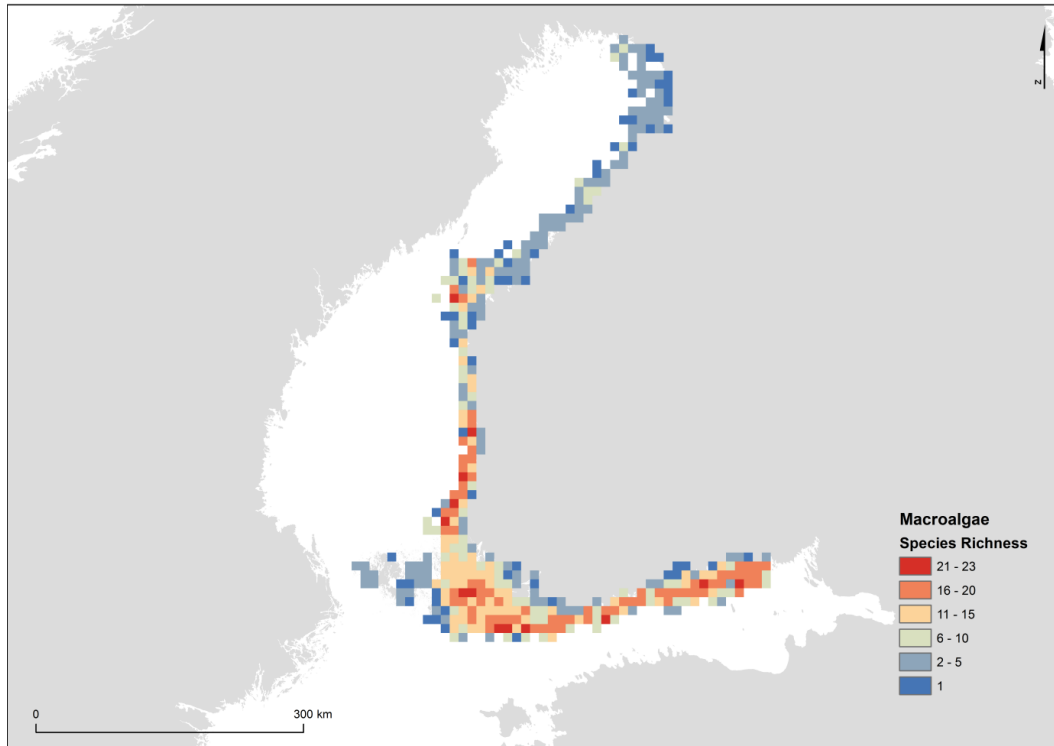 N
Macroalgae
Species Richness
21 - 23
16 - 20
11 - 15
6 - 10
2 - 5
1
0 300 km